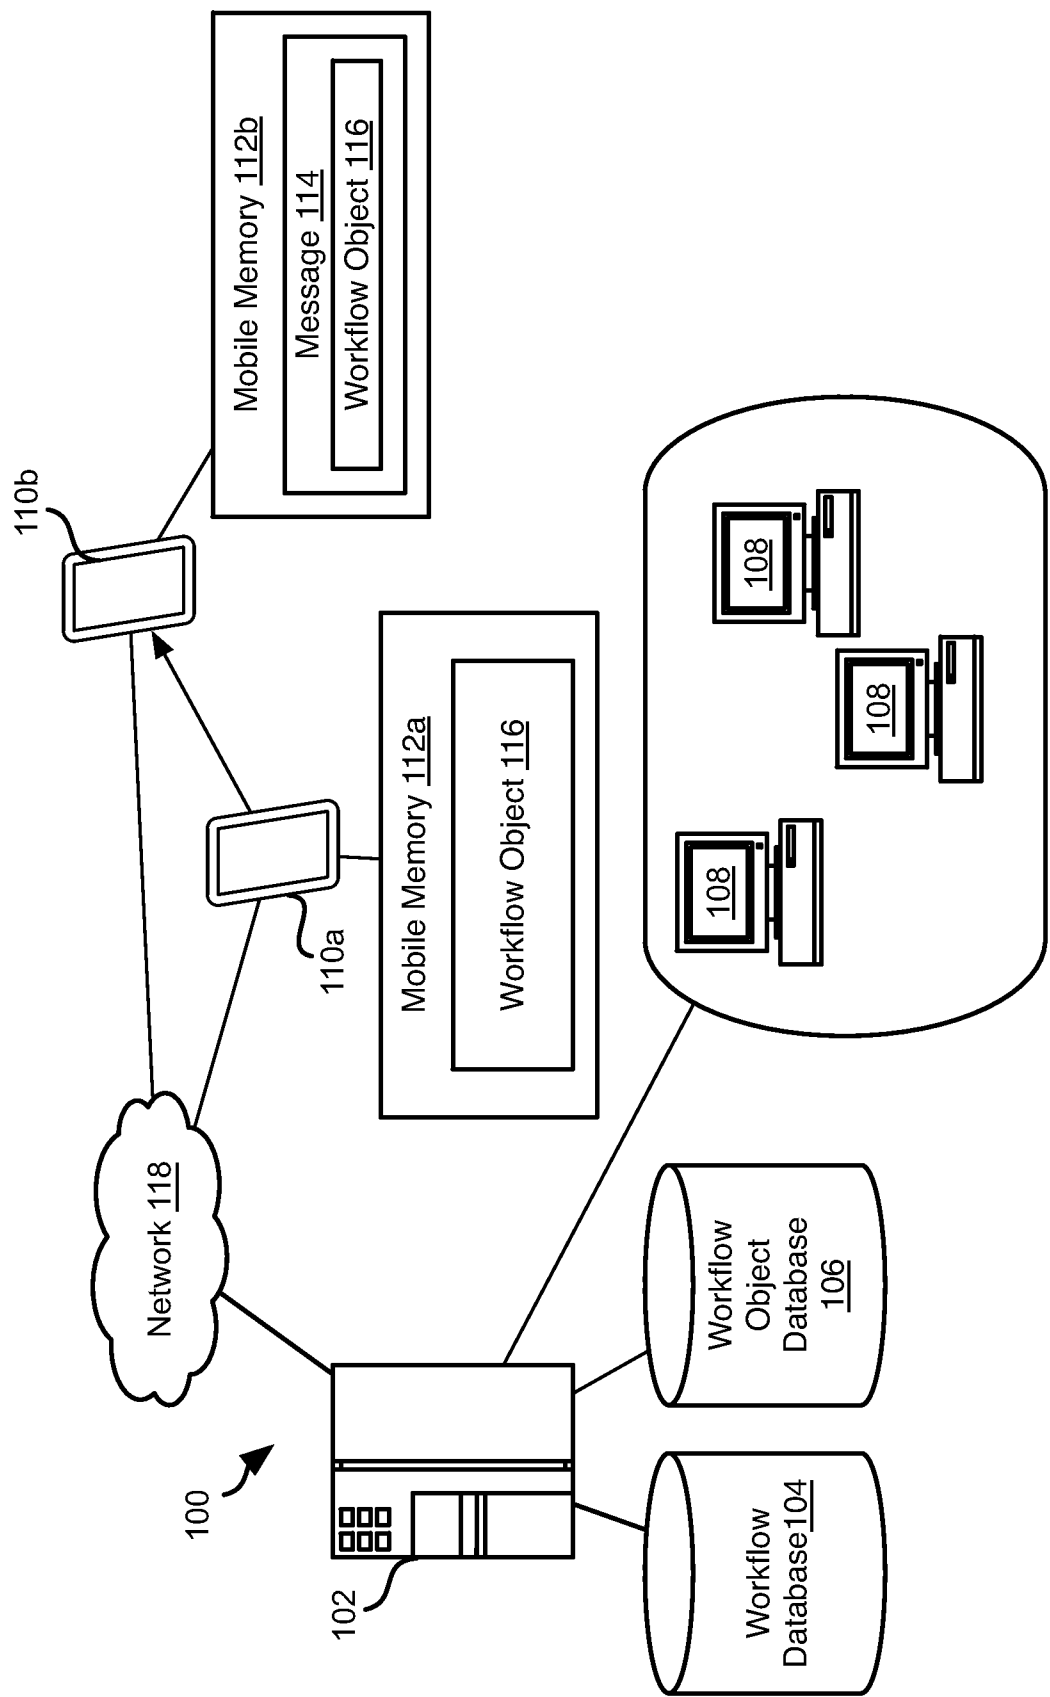 100
102
Network 118
110a
110b
Mobile Memory 112b
Message 114
Workflow Object 116
Mobile Memory 112a
Workflow Object 116
108
108
108
Workflow
Database104
Workflow
Object
Database
106